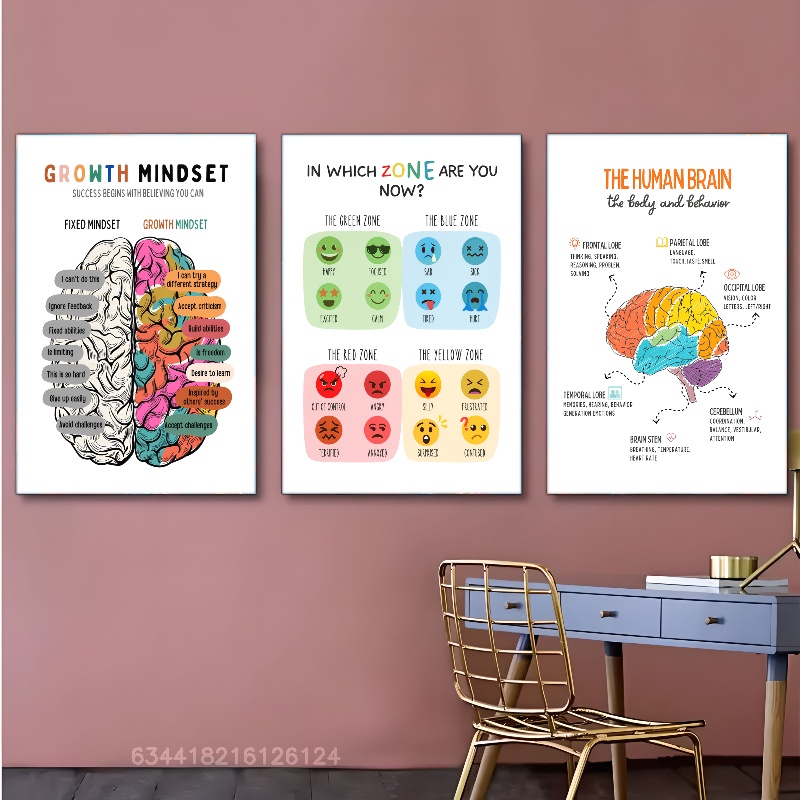 GROWTH MINDSET
SUCCESS BEGINS WITH BELIEVING YOU CAN
FIXED MINDSET
I can't do this
Ignore feedback
Fixed abilities
Is limiting
This is so hard
Give up easily
Avoid challenges
GROWTH MINDSET
I can try a
different strategy
Accept criticism
Build abilities
Is freedom
Desire to learn
Inspired by
others' success
Accept challenges
IN WHICH ZONE ARE YOU
NOW?
THE GREEN ZONE
HAPPY FOCUSED
EXCITED CALM
THE BLUE ZONE
SAD SICK
TIRED HURT
THE RED ZONE
OUT OF CONTROL ANGRY
TERRIFIED ANNOYED
THE YELLOW ZONE
SILLY FRUSTRATED
SURPRISED CONFUSED
THE HUMAN BRAIN
the body and behavior
FRONTAL LOBE
THINKING, SPEAKING,
REASONING, PROBLEM,
SOLVING
PARIETAL LOBE
LANGUAGE,
TOUCH, TASTE, SMELL
OCCIPITAL LOBE
VISION, COLOR
LETTERS, LEFT/RIGHT
TEMPORAL LOBE
MEMORIES, HEARING, BEHAVIOR
GENERATION EMOTIONS
CEREBELLUM
COORDINATION,
BALANCE, VESTIBULAR,
ATTENTION
BRAIN STEN
BREATHING, TEMPERATURE,
HEART RATE
634418216126124